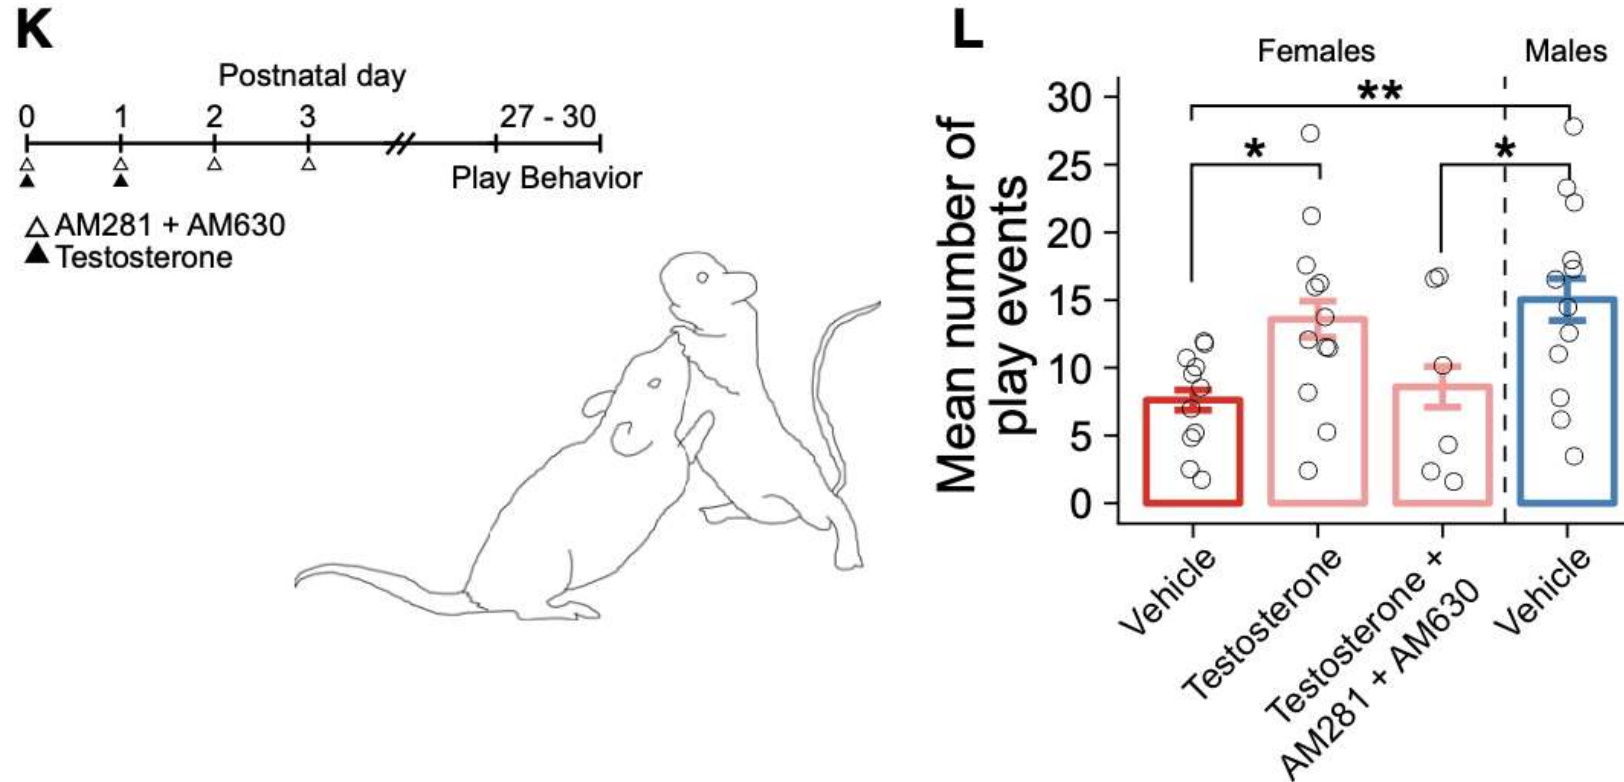 K
Postnatal day
0 1 2 3 27 - 30
Play Behavior
△ AM281 + AM630
▲ Testosterone
L
Females Males
Mean number of
play events
30
25
20
15
10
5
0
**
*
*
Vehicle
Testosterone
Testosterone +
AM281 + AM630
Vehicle